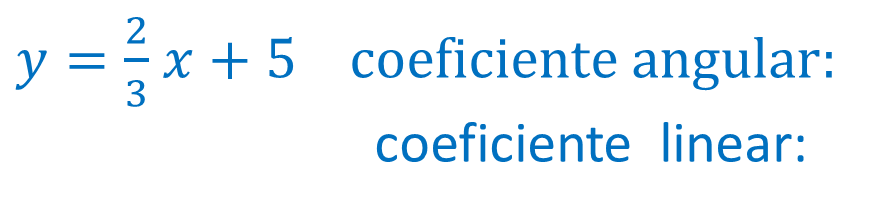 y = 2/3 x + 5 coeficiente angular:
coeficiente linear: